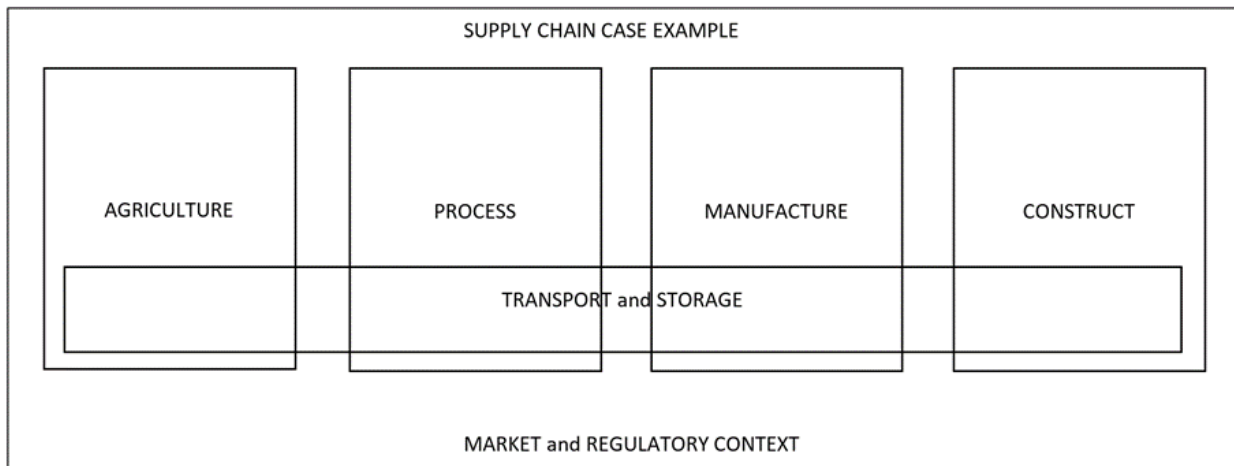 SUPPLY CHAIN CASE EXAMPLE
AGRICULTURE
PROCESS
MANUFACTURE
CONSTRUCT
TRANSPORT and STORAGE
MARKET and REGULATORY CONTEXT